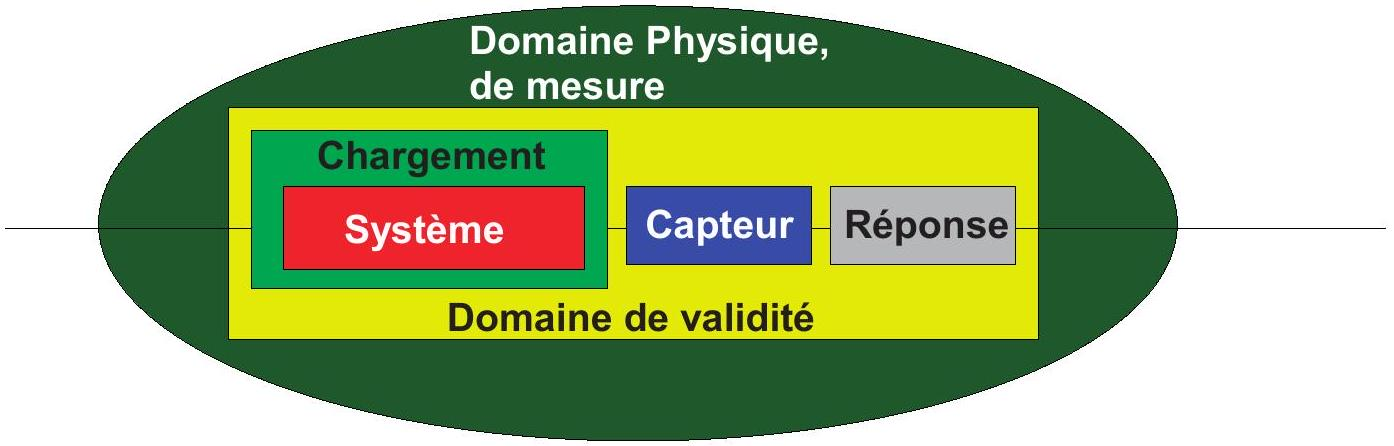 Domaine Physique,
de mesure
Chargement
Système
Capteur
Réponse
Domaine de validité